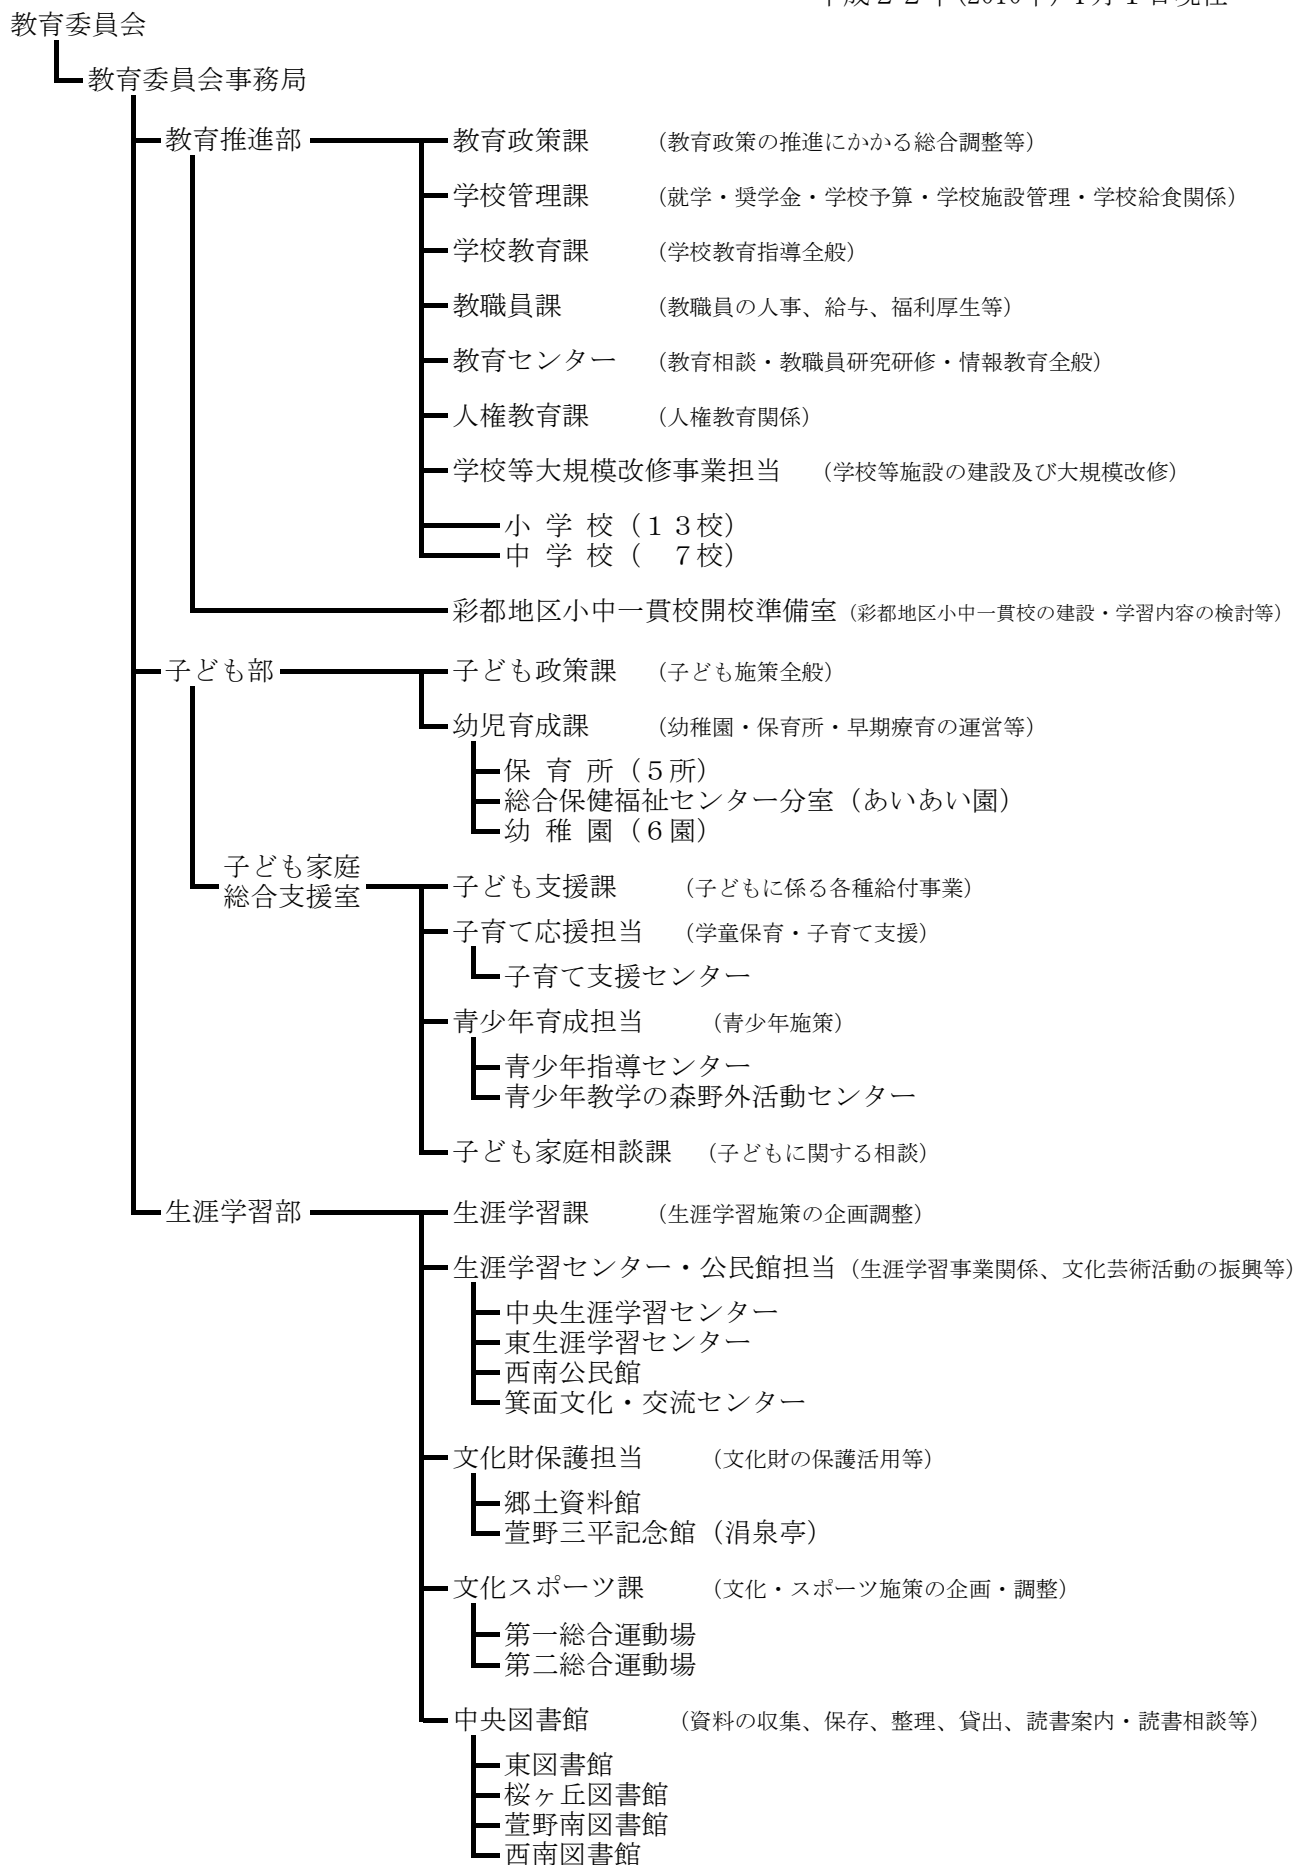 平成２２年(2010年) 4月１日現在
教育委員会
教育委員会事務局
教育推進部 教育政策課 （教育政策の推進にかかる総合調整等）
学校管理課 （就学・奨学金・学校予算・学校施設管理・学校給食関係）
学校教育課 （学校教育指導全般）
教職員課 （教職員の人事、給与、福利厚生等）
教育センター （教育相談・教職員研究研修・情報教育全般）
人権教育課 （人権教育関係）
学校等大規模改修事業担当 （学校等施設の建設及び大規模改修）
小 学 校（１３校）
中 学 校（　７校）
彩都地区小中一貫校開校準備室（彩都地区小中一貫校の建設・学習内容の検討等）
子ども部 子ども政策課 （子ども施策全般）
幼児育成課 （幼稚園・保育所・早期療育の運営等）
保 育 所（５所）
総合保健福祉センター分室（あいあい園）
幼 稚 園（６園）
子ども家庭
総合支援室 子ども支援課 （子どもに係る各種給付事業）
子育て応援担当 （学童保育・子育て支援）
子育て支援センター
青少年育成担当 （青少年施策）
青少年指導センター
青少年教学の森野外活動センター
子ども家庭相談課 （子どもに関する相談）
生涯学習部 生涯学習課 （生涯学習施策の企画調整）
生涯学習センター・公民館担当（生涯学習事業関係、文化芸術活動の振興等）
中央生涯学習センター
東生涯学習センター
西南公民館
箕面文化・交流センター
文化財保護担当 （文化財の保護活用等）
郷土資料館
萱野三平記念館（涓泉亭）
文化スポーツ課 （文化・スポーツ施策の企画・調整）
第一総合運動場
第二総合運動場
中央図書館 （資料の収集、保存、整理、貸出、読書案内・読書相談等）
東図書館
桜ヶ丘図書館
萱野南図書館
西南図書館